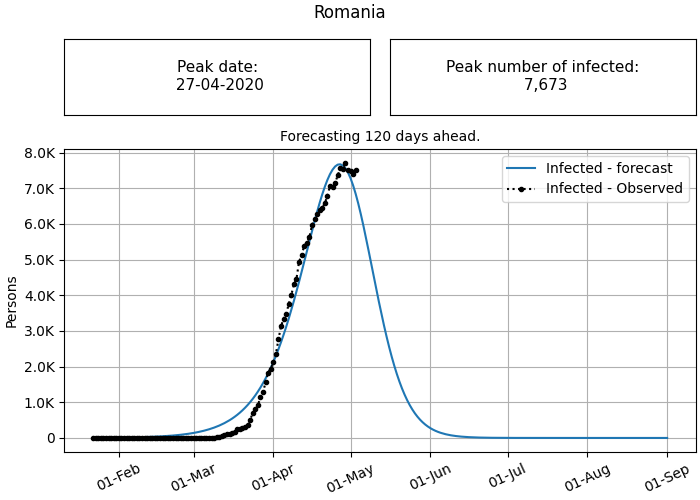 Romania
Peak date:
27-04-2020
Peak number of infected:
7,673
Forecasting 120 days ahead.
8.0K
7.0K
6.0K
5.0K
4.0K
3.0K
2.0K
1.0K
0
Persons
Infected - forecast
Infected - Observed
01-Feb
01-Mar
01-Apr
01-May
01-Jun
01-Jul
01-Aug
01-Sep